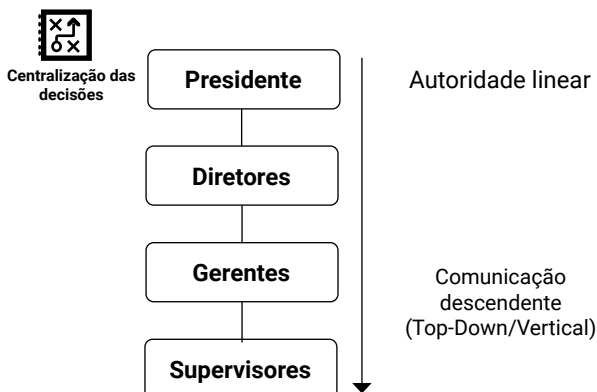 Centralização das
decisões
Presidente
Autoridade linear
Diretores
Gerentes
Comunicação
descendente
(Top-Down/Vertical)
Supervisores